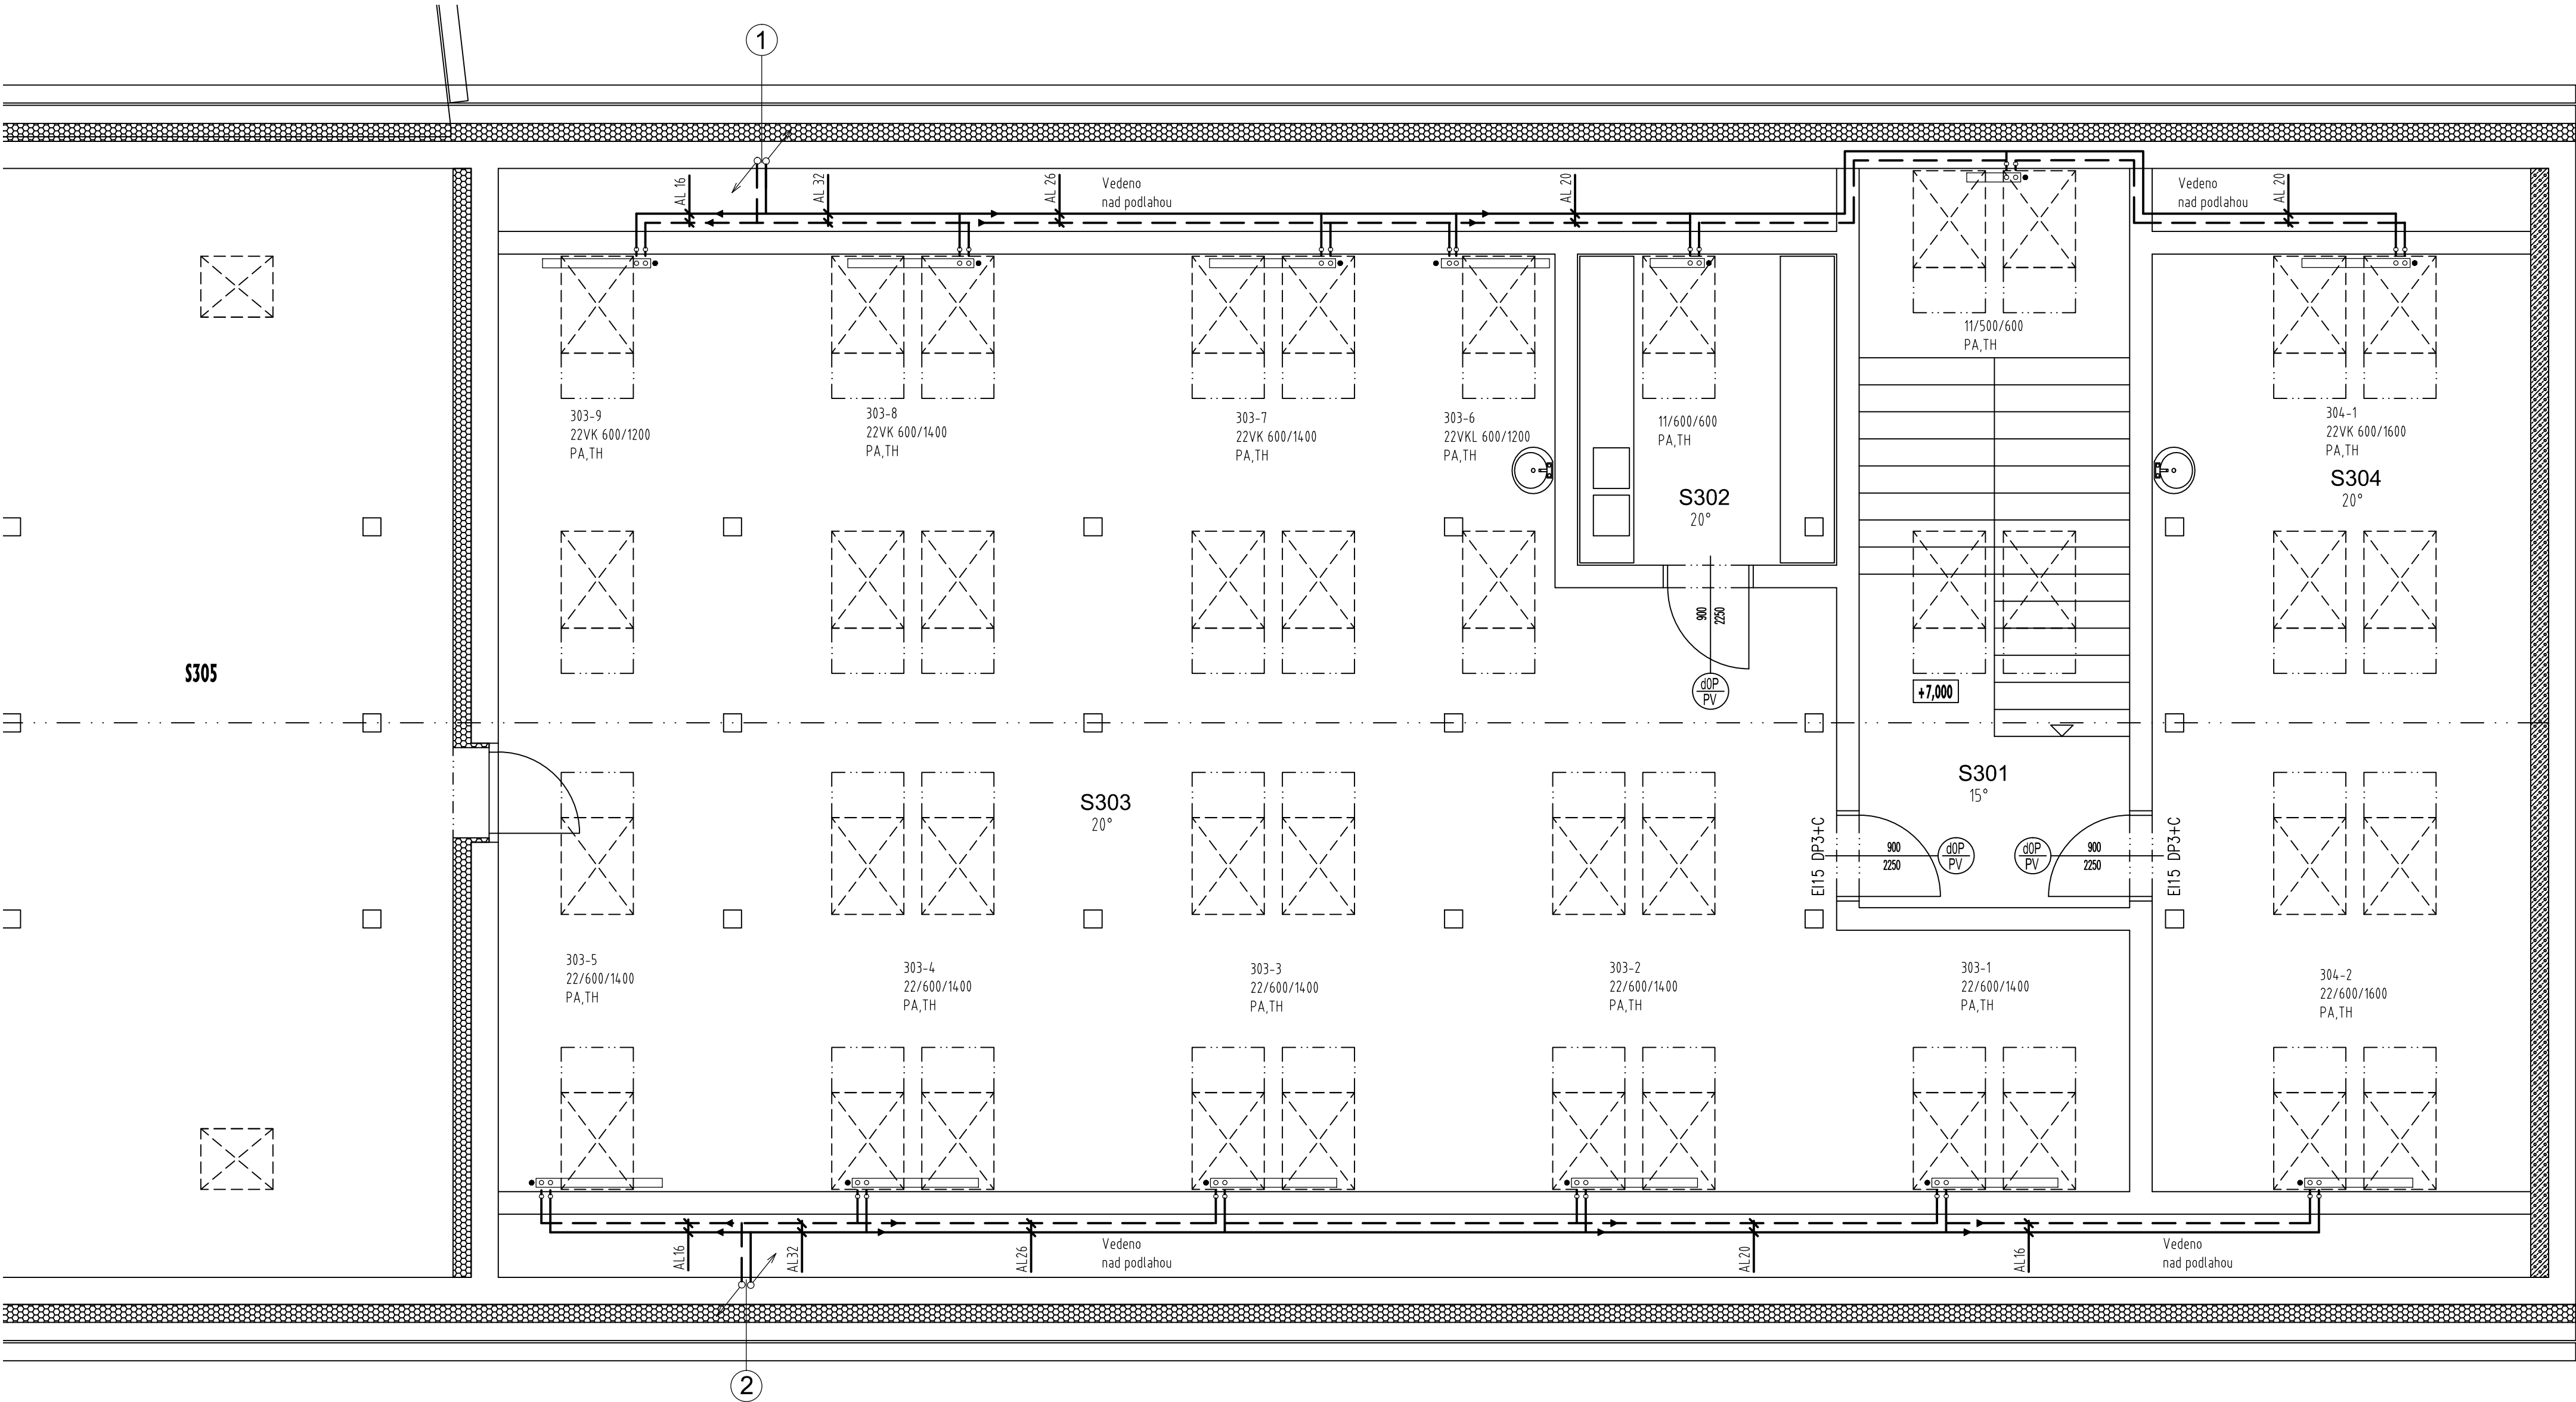 1
AL 16
AL 32
AL 26
Vedeno
nad podlahou
AL 20
Vedeno
nad podlahou
AL 20
11/500/600
PA,TH
303-9
22VK 600/1200
PA,TH
303-8
22VK 600/1400
PA,TH
303-7
22VK 600/1400
PA,TH
303-6
22VKL 600/1200
PA,TH
11/600/600
PA,TH
304-1
22VK 600/1600
PA,TH
S302
20°
S304
20°
900
2250
d0P
PV
S305
+7,000
S303
20°
S301
15°
EI15 DP3+C
900
2250
d0P
PV
d0P
PV
900
2250
EI15 DP3+C
303-5
22/600/1400
PA,TH
303-4
22/600/1400
PA,TH
303-3
22/600/1400
PA,TH
303-2
22/600/1400
PA,TH
303-1
22/600/1400
PA,TH
304-2
22/600/1600
PA,TH
AL16
AL32
AL26
Vedeno
nad podlahou
AL20
AL16
Vedeno
nad podlahou
2